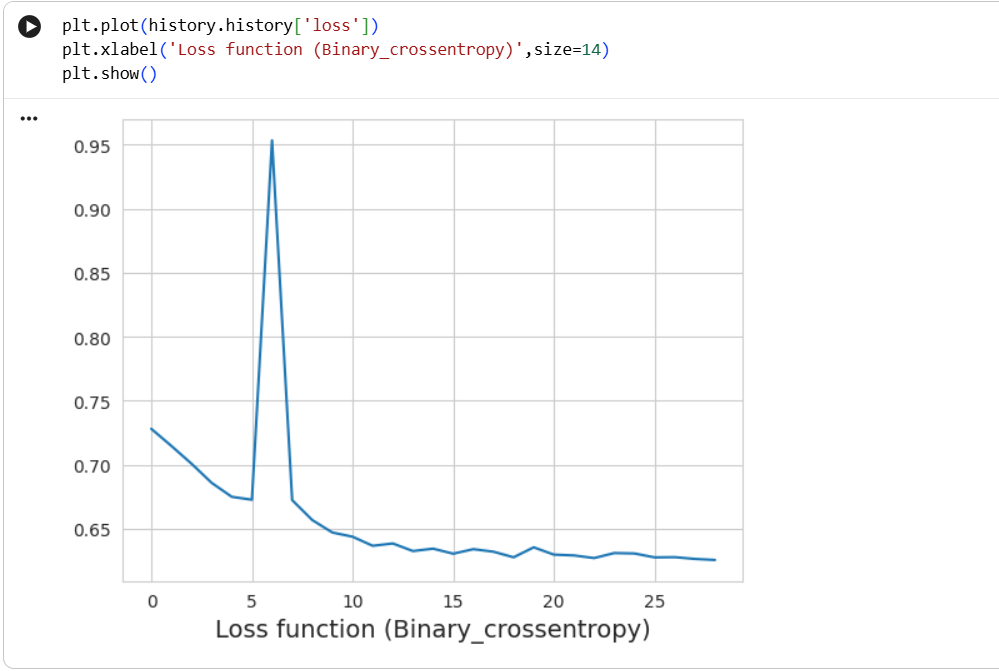 plt.plot(history.history['loss'])
plt.xlabel('Loss function (Binary_crossentropy)',size=14)
plt.show()
0.95
0.90
0.85
0.80
0.75
0.70
0.65
0 5 10 15 20 25
Loss function (Binary_crossentropy)